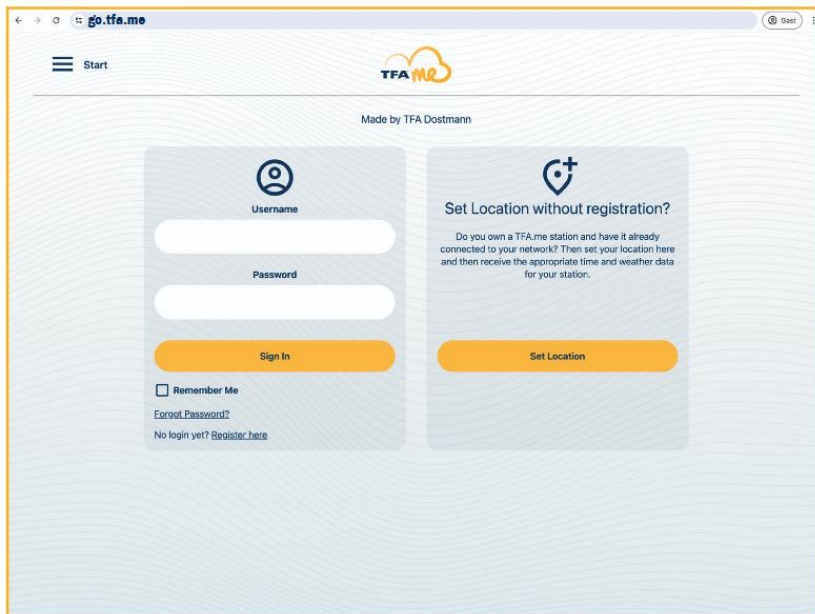 go.tfa.me
Gast
Start
TFA me
Made by TFA Dostmann
Username
Password
Sign In
Remember Me
Forgot Password?
No login yet? Register here
Set Location without registration?
Do you own a TFA.me station and have it already
connected to your network? Then set your location here
and then receive the appropriate time and weather data
for your station.
Set Location